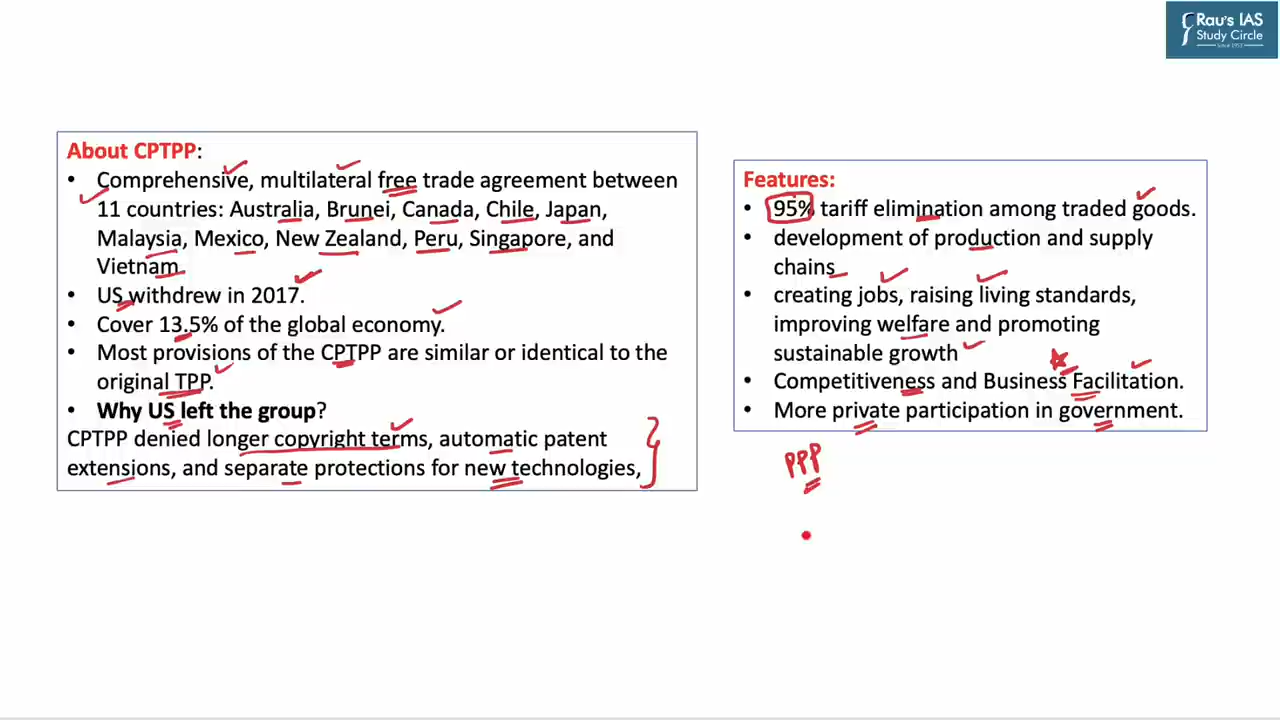 Rau's IAS
Study Circle
Since 1953
About CPTPP:
• Comprehensive, multilateral free trade agreement between
11 countries: Australia, Brunei, Canada, Chile, Japan,
Malaysia, Mexico, New Zealand, Peru, Singapore, and
Vietnam
• US withdrew in 2017.
• Cover 13.5% of the global economy.
• Most provisions of the CPTPP are similar or identical to the
original TPP.
• Why US left the group?
CPTPP denied longer copyright terms, automatic patent
extensions, and separate protections for new technologies,
Features:
• 95% tariff elimination among traded goods.
• development of production and supply
chains
• creating jobs, raising living standards,
improving welfare and promoting
sustainable growth
• Competitiveness and Business Facilitation.
• More private participation in government.
PPP